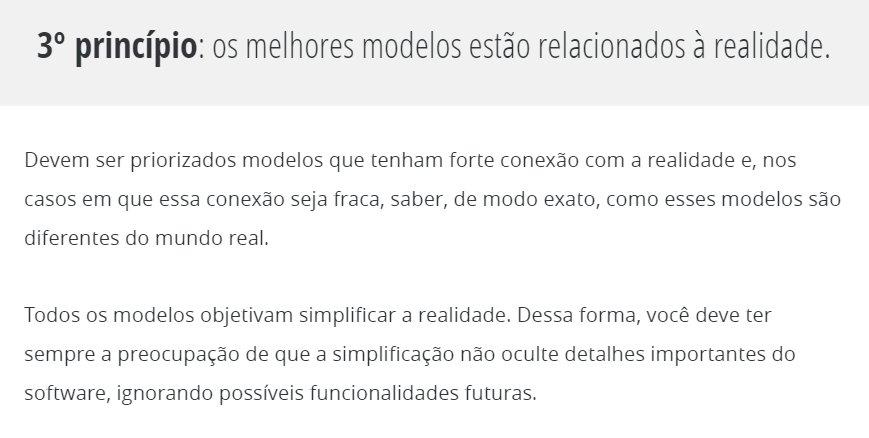 3º princípio: os melhores modelos estão relacionados à realidade.
Devem ser priorizados modelos que tenham forte conexão com a realidade e, nos
casos em que essa conexão seja fraca, saber, de modo exato, como esses modelos são
diferentes do mundo real.
Todos os modelos objetivam simplificar a realidade. Dessa forma, você deve ter
sempre a preocupação de que a simplificação não oculte detalhes importantes do
software, ignorando possíveis funcionalidades futuras.